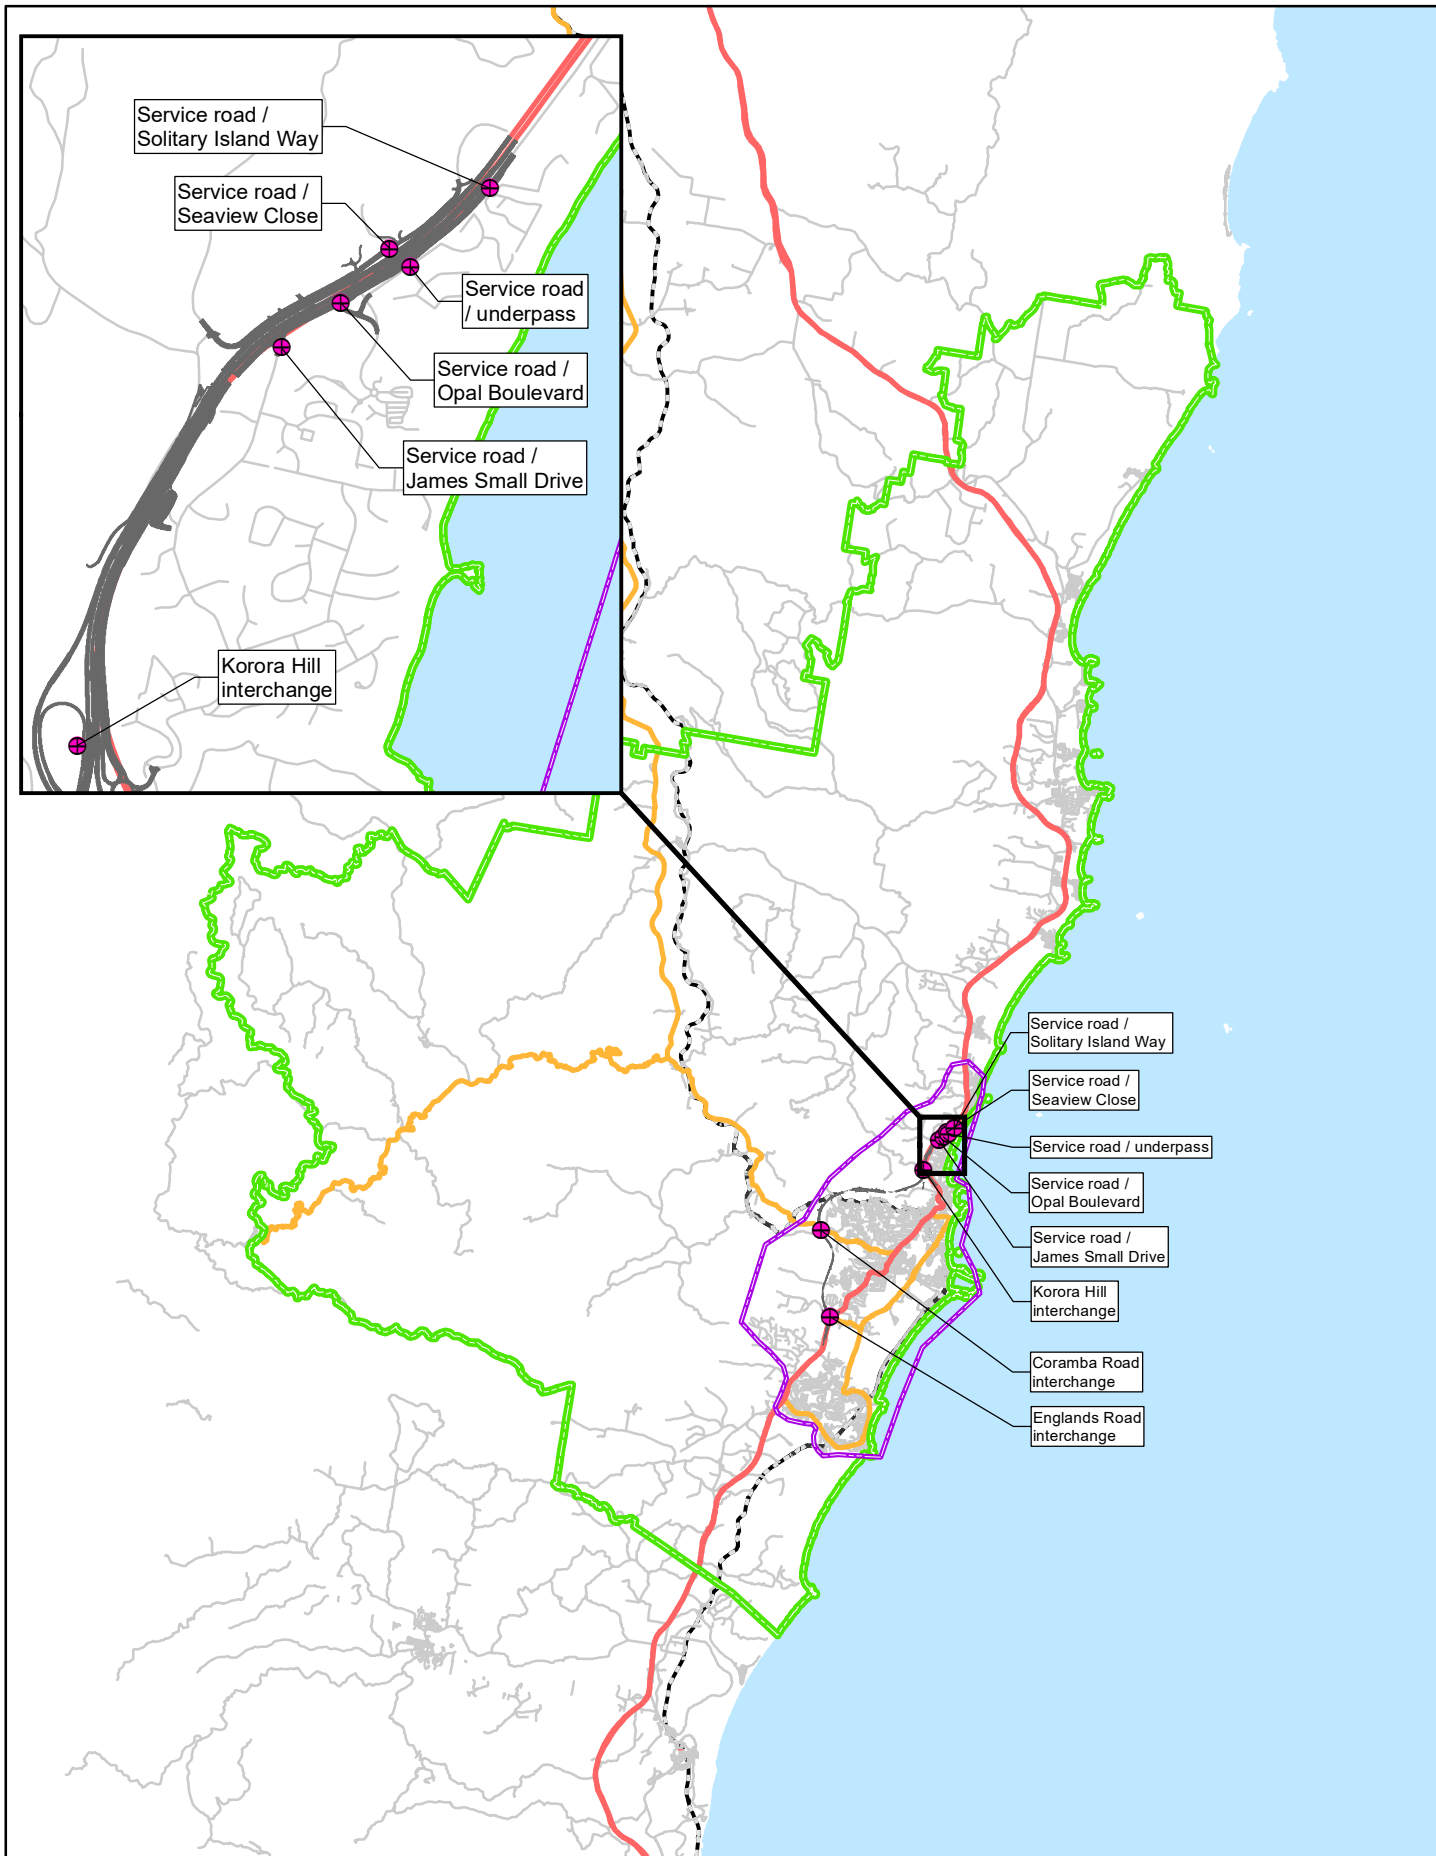 Service road /
Solitary Island Way
Service road /
Seaview Close
Service road
/ underpass
Service road /
Opal Boulevard
Service road /
James Small Drive
Korora Hill
interchange
Service road /
Solitary Island Way
Service road /
Seaview Close
Service road / underpass
Service road /
Opal Boulevard
Service road /
James Small Drive
Korora Hill
interchange
Coramba Road
interchange
Englands Road
interchange